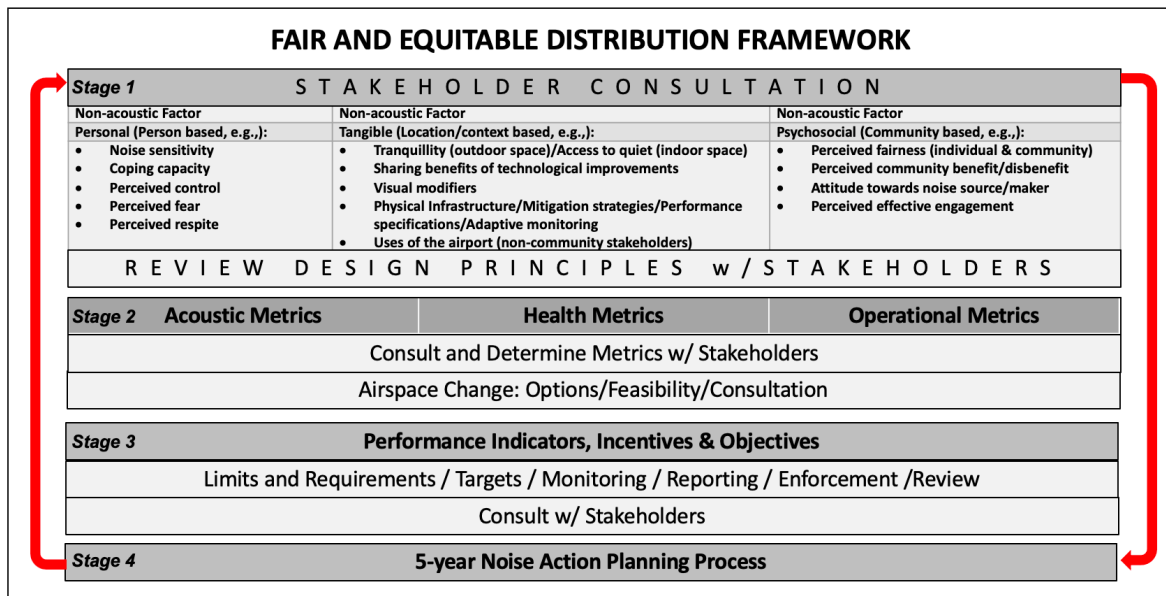 FAIR AND EQUITABLE DISTRIBUTION FRAMEWORK
Stage 1 STAKEHOLDER CONSULTATION
Non-acoustic Factor
Personal (Person based, e.g.,):
• Noise sensitivity
• Coping capacity
• Perceived control
• Perceived fear
• Perceived respite
Non-acoustic Factor
Tangible (Location/context based, e.g.,):
• Tranquillity (outdoor space)/Access to quiet (indoor space)
• Sharing benefits of technological improvements
• Visual modifiers
• Physical Infrastructure/Mitigation strategies/Performance
specifications/Adaptive monitoring
• Uses of the airport (non-community stakeholders)
Non-acoustic Factor
Psychosocial (Community based, e.g.,):
• Perceived fairness (individual & community)
• Perceived community benefit/disbenefit
• Attitude towards noise source/maker
• Perceived effective engagement
REVIEW DESIGN PRINCIPLES w/STAKEHOLDERS
Stage 2 Acoustic Metrics Health Metrics Operational Metrics
Consult and Determine Metrics w/ Stakeholders
Airspace Change: Options/Feasibility/Consultation
Stage 3 Performance Indicators, Incentives & Objectives
Limits and Requirements / Targets / Monitoring / Reporting / Enforcement /Review
Consult w/ Stakeholders
Stage 4 5-year Noise Action Planning Process